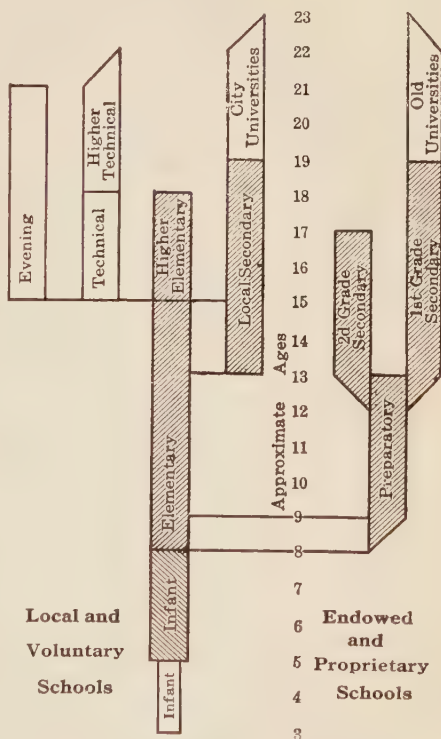 23
22
21
20
19
18
17
16
15
14
13
12
11
10
9
8
7
6
5
4
3
Approximate Ages
Evening
Technical
Higher
Technical
Infant
Infant
Elementary
Higher
Elementary
Local Secondary
City
Universities
2d Grade
Secondary
Preparatory
1st Grade
Secondary
Old
Universities
Local and
Voluntary
Schools
Endowed
and
Proprietary
Schools